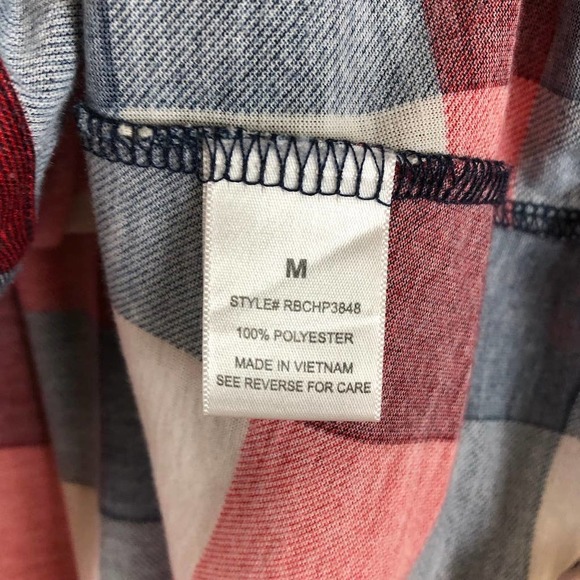 M
STYLE# RBCHP3848
100% POLYESTER
MADE IN VIETNAM
SEE REVERSE FOR CARE